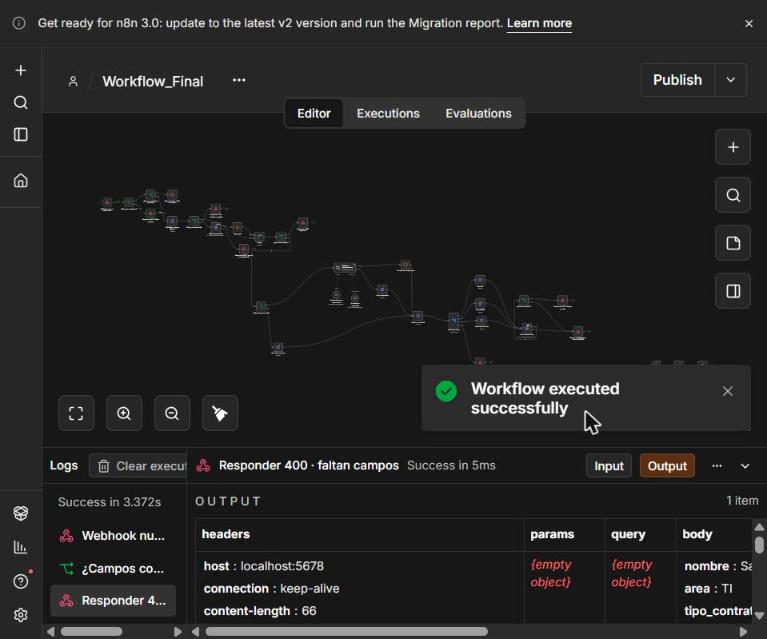 Get ready for n8n 3.0: update to the latest v2 version and run the Migration report. Learn more
Workflow_Final
Publish
Editor
Executions
Evaluations
Workflow executed
successfully
Logs
Clear execut
Responder 400 · faltan campos
Success in 5ms
Input
Output
Success in 3.372s
Webhook nu...
¿Campos co...
Responder 4...
OUTPUT
1 item
headers
params
query
body
host : localhost:5678
connection : keep-alive
content-length : 66
{empty
object}
{empty
object}
nombre : Sa
area : TI
tipo_contrat